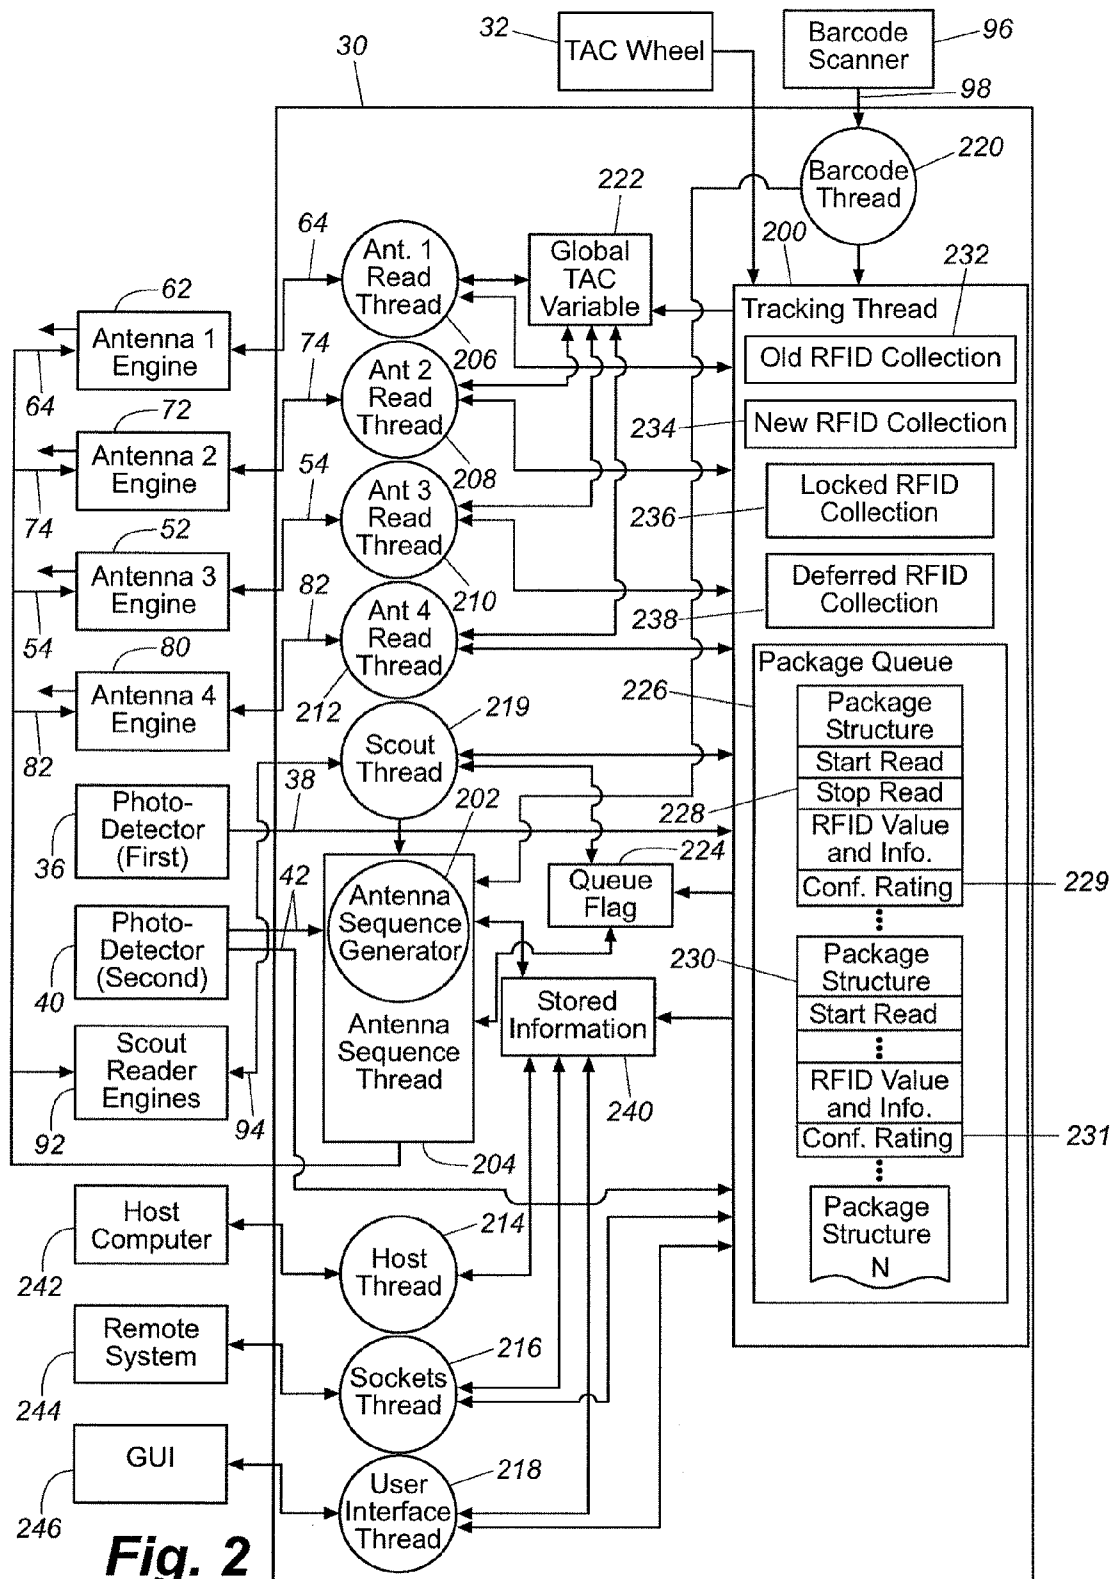 32
TAC Wheel
Barcode
Scanner
96
30
98
Barcode
Thread
220
222
200
64
Ant. 1
Read
Thread
206
Global
TAC
Variable
Tracking Thread
232
Old RFID Collection
62
Antenna 1
Engine
64
74
Ant 2
Read
Thread
208
234
New RFID Collection
72
Antenna 2
Engine
74
54
Ant 3
Read
Thread
210
236
Locked RFID
Collection
52
Antenna 3
Engine
54
82
Ant 4
Read
Thread
212
238
Deferred RFID
Collection
80
Antenna 4
Engine
82
219
Scout
Thread
Package Queue
226
Package
Structure
Start Read
Stop Read
228
RFID Value
and Info.
Conf. Rating
229
Photo-
Detector
(First)
36
38
202
42
Antenna
Sequence
Generator
224
Queue
Flag
Photo-
Detector
(Second)
40
230
Package
Structure
Start Read
RFID Value
and Info.
Conf. Rating
231
Stored
Information
240
Antenna
Sequence
Thread
204
Scout
Reader
Engines
92
94
Package
Structure
N
Host
Computer
242
214
Host
Thread
Remote
System
244
216
Sockets
Thread
GUI
246
218
User
Interface
Thread
Fig. 2